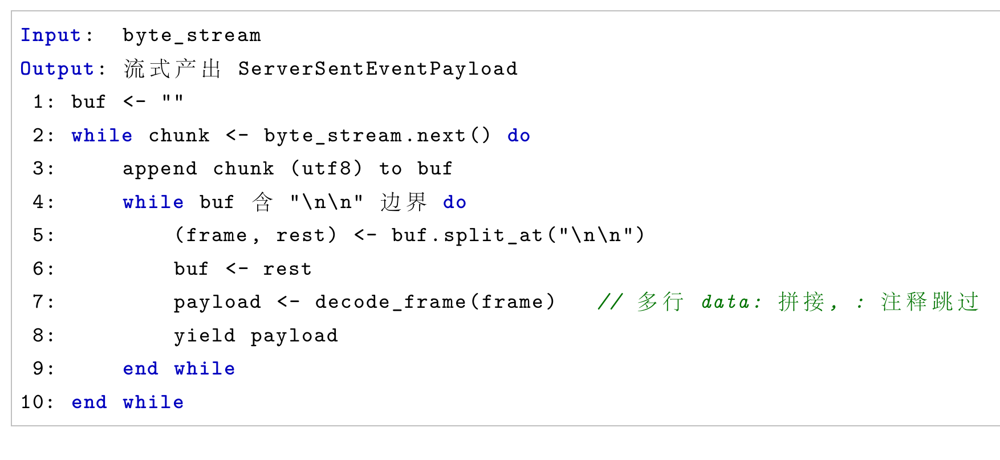 Input:  byte_stream
Output: 流式产出 ServerSentEventPayload
 1: buf <- ""
 2: while chunk <- byte_stream.next() do
 3:     append chunk (utf8) to buf
 4:     while buf 含 "\n\n" 边界 do
 5:         (frame, rest) <- buf.split_at("\n\n")
 6:         buf <- rest
 7:         payload <- decode_frame(frame)   // 多行 data: 拼接, : 注释跳过
 8:         yield payload
 9:     end while
10: end while